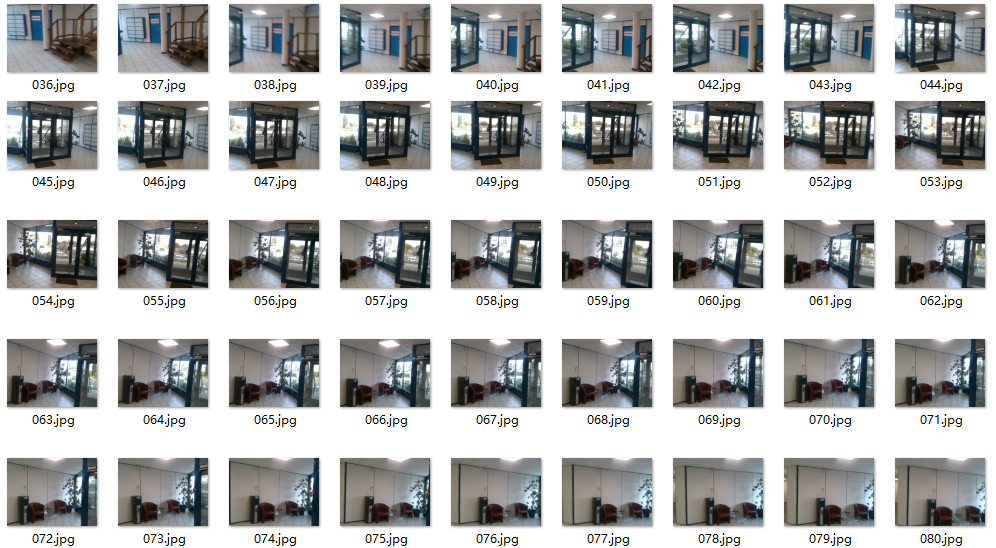 036.jpg 037.jpg 038.jpg 039.jpg 040.jpg 041.jpg 042.jpg 043.jpg 044.jpg
045.jpg 046.jpg 047.jpg 048.jpg 049.jpg 050.jpg 051.jpg 052.jpg 053.jpg
054.jpg 055.jpg 056.jpg 057.jpg 058.jpg 059.jpg 060.jpg 061.jpg 062.jpg
063.jpg 064.jpg 065.jpg 066.jpg 067.jpg 068.jpg 069.jpg 070.jpg 071.jpg
072.jpg 073.jpg 074.jpg 075.jpg 076.jpg 077.jpg 078.jpg 079.jpg 080.jpg